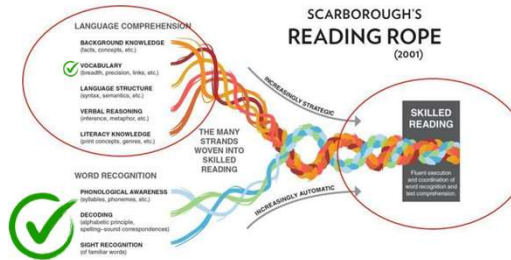 SCARBOROUGH'S
READING ROPE
(2001)
LANGUAGE COMPREHENSION
BACKGROUND KNOWLEDGE
(facts, concepts, etc.)
VOCABULARY
(breadth, precision, links, etc.)
LANGUAGE STRUCTURE
(syntax, semantics, etc.)
VERBAL REASONING
(inference, metaphor, etc.)
LITERACY KNOWLEDGE
(print concepts, genres, etc.)
THE MANY
STRANDS
WOVEN INTO
SKILLED
READING
WORD RECOGNITION
PHONOLOGICAL AWARENESS
(syllables, phonemes, etc.)
DECODING
(alphabetic principle,
spelling–sound correspondences)
SIGHT RECOGNITION
(of familiar words)
INCREASINGLY STRATEGIC
INCREASINGLY AUTOMATIC
SKILLED
READING
Fluent execution
and coordination of
word recognition and
text comprehension.